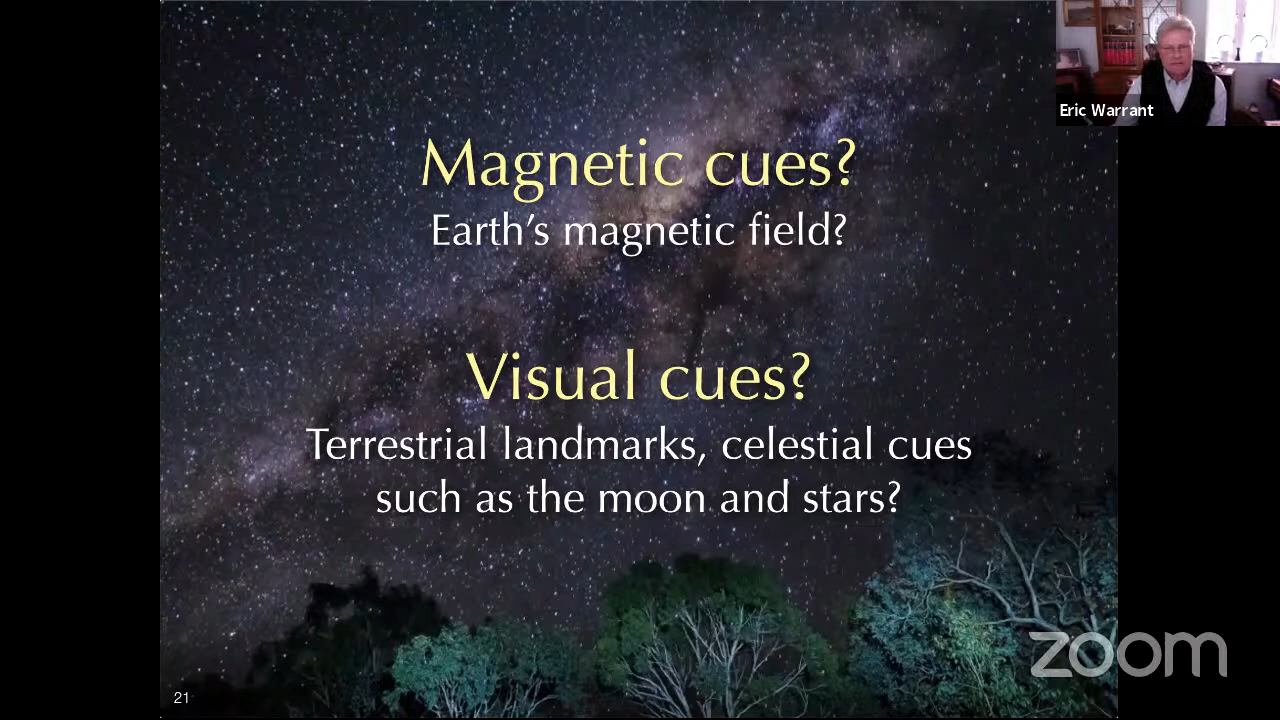 Eric Warrant
Magnetic cues?
Earth's magnetic field?
Visual cues?
Terrestrial landmarks, celestial cues
such as the moon and stars?
zoom
21